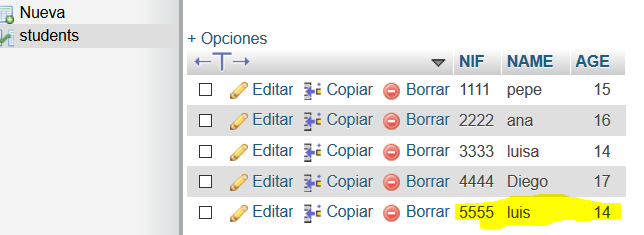 Nueva
students
+ Opciones
←T→ NIF NAME AGE
Editar Copiar Borrar 1111 pepe 15
Editar Copiar Borrar 2222 ana 16
Editar Copiar Borrar 3333 luisa 14
Editar Copiar Borrar 4444 Diego 17
Editar Copiar Borrar 5555 luis 14